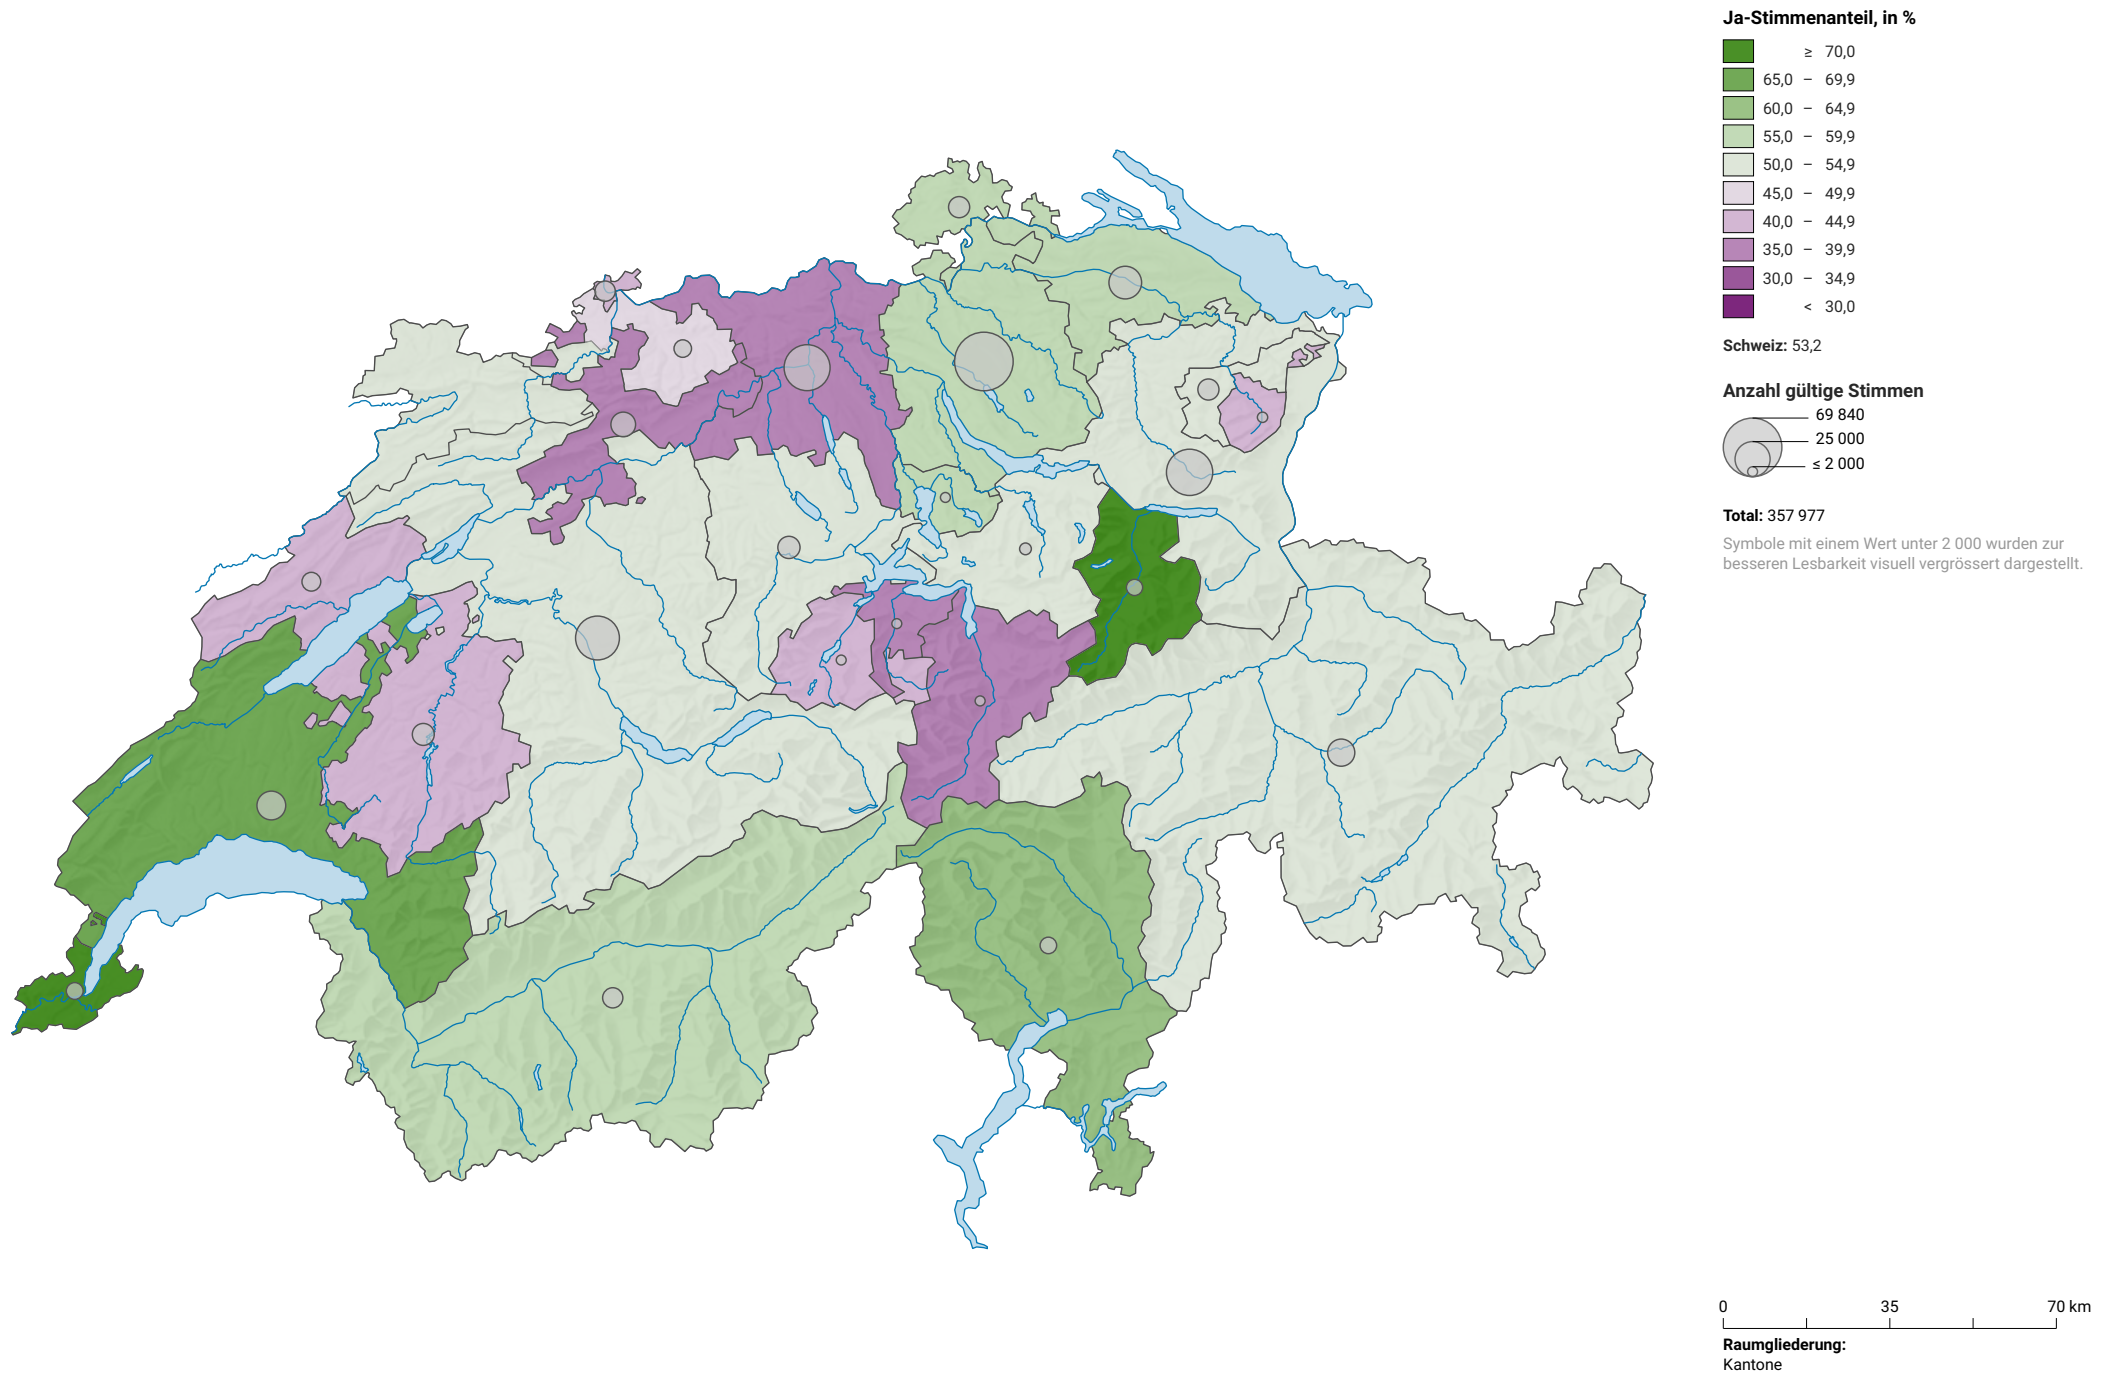 Ja-Stimmenanteil, in %
≥ 70,0
65,0 – 69,9
60,0 – 64,9
55,0 – 59,9
50,0 – 54,9
45,0 – 49,9
40,0 – 44,9
35,0 – 39,9
30,0 – 34,9
< 30,0
Schweiz: 53,2
Anzahl gültige Stimmen
69 840
25 000
≤ 2 000
Total: 357 977
Symbole mit einem Wert unter 2 000 wurden zur
besseren Lesbarkeit visuell vergrössert dargestellt.
0 35 70 km
Raumgliederung:
Kantone